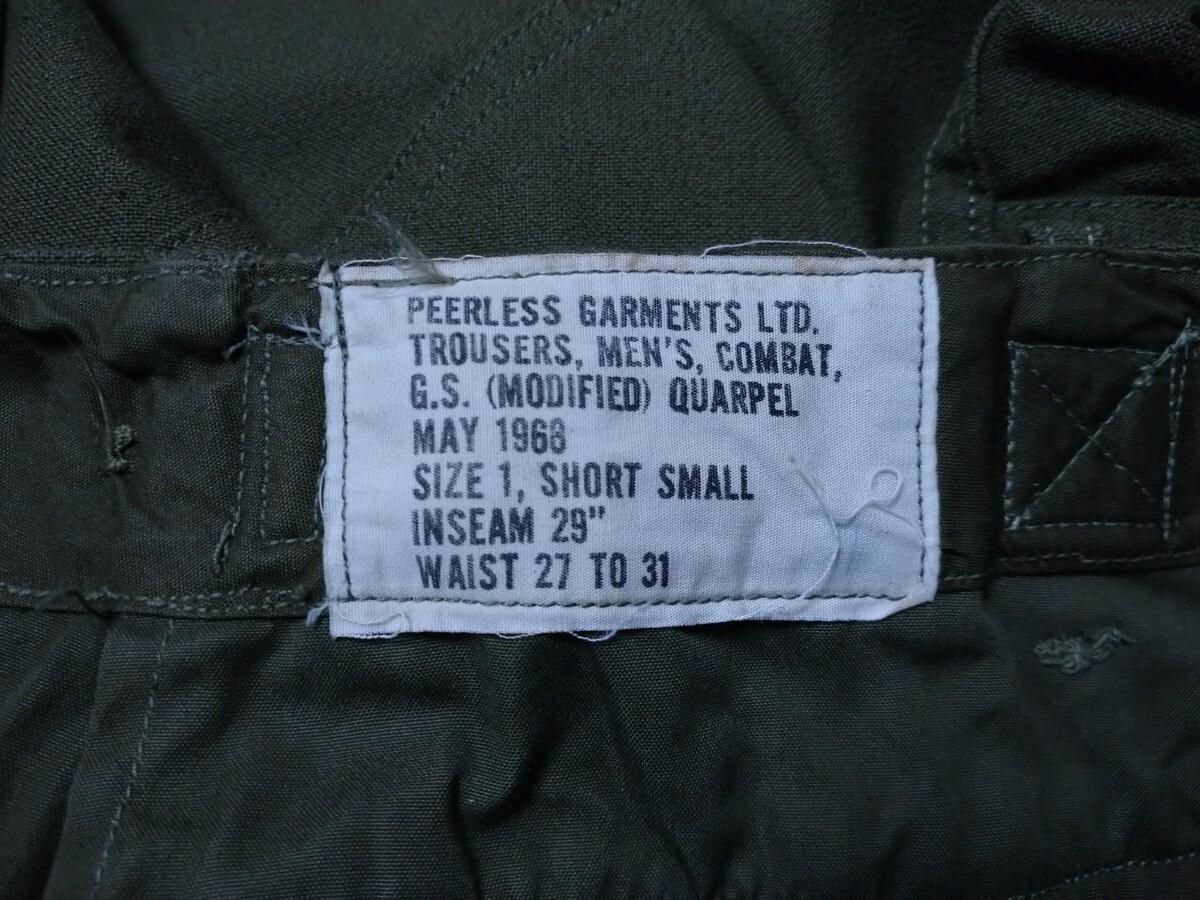 PEERLESS GARMENTS LTD.
TROUSERS, MEN'S, COMBAT,
G.S. (MODIFIED) QUARPEL
MAY 1968
SIZE 1, SHORT SMALL
INSEAM 29"
WAIST 27 TO 31